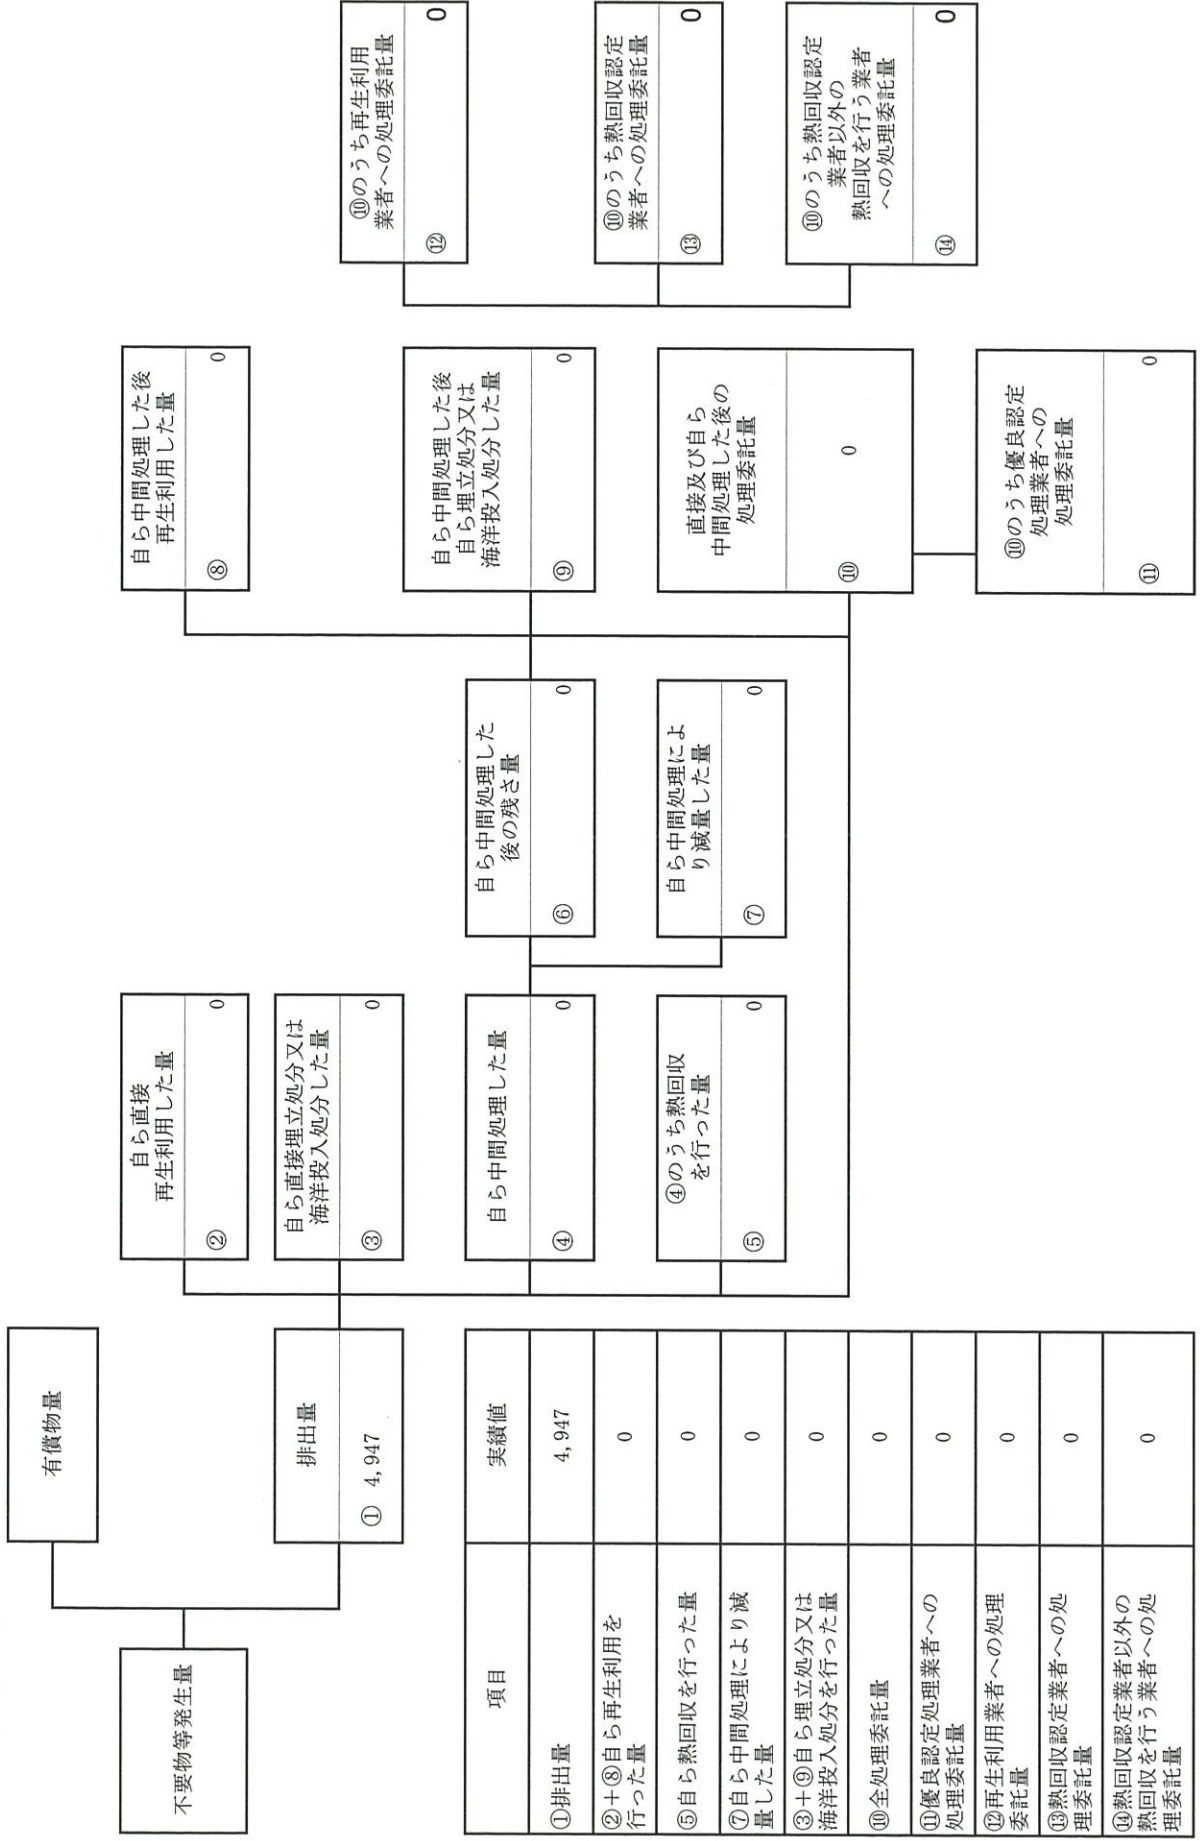 不要物等発生量
有償物量
排出量
① 4,947
自ら直接
再生利用した量
② 0
自ら直接埋立処分又は
海洋投入処分した量
③ 0
自ら中間処理した量
④ 0
④のうち熱回収
を行った量
⑤ 0
自ら中間処理した
後の残さ量
⑥ 0
自ら中間処理によ
り減量した量
⑦ 0
自ら中間処理した後
再生利用した量
⑧ 0
自ら中間処理した後
自ら埋立処分又は
海洋投入処分した量
⑨ 0
直接及び自ら
中間処理した後の
処理委託量
⑩ 0
⑩のうち優良認定
処理業者への
処理委託量
⑪ 0
⑩のうち再生利用
業者への処理委託量
⑫ 0
⑩のうち熱回収認定
業者への処理委託量
⑬ 0
⑩のうち熱回収認定
業者以外の
熱回収を行う業者
への処理委託量
⑭ 0
項目 実績値
①排出量 4,947
②+⑧自ら再生利用を
行った量 0
⑤自ら熱回収を行った量 0
⑦自ら中間処理により減
量した量 0
③+⑨自ら埋立処分又は
海洋投入処分を行った量 0
⑩全処理委託量 0
⑪優良認定処理業者への
処理委託量 0
⑫再生利用業者への処理
委託量 0
⑬熱回収認定業者への処
理委託量 0
⑭熱回収認定業者以外の
熱回収を行う業者への処
理委託量 0